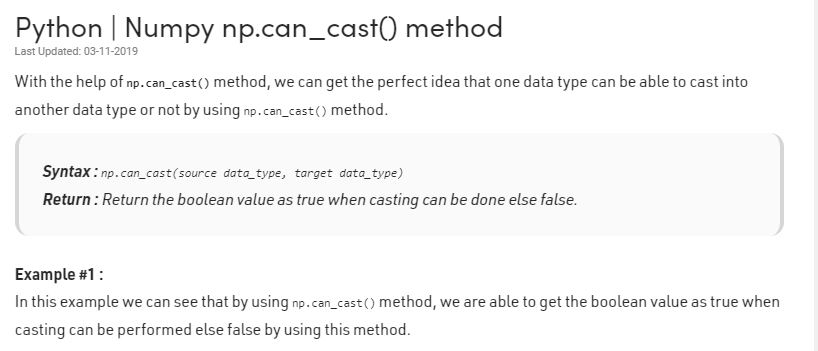 Python | Numpy np.can_cast() method
Last Updated: 03-11-2019
With the help of np.can_cast() method, we can get the perfect idea that one data type can be able to cast into
another data type or not by using np.can_cast() method.
Syntax : np.can_cast(source data_type, target data_type)
Return : Return the boolean value as true when casting can be done else false.
Example #1 :
In this example we can see that by using np.can_cast() method, we are able to get the boolean value as true when
casting can be performed else false by using this method.